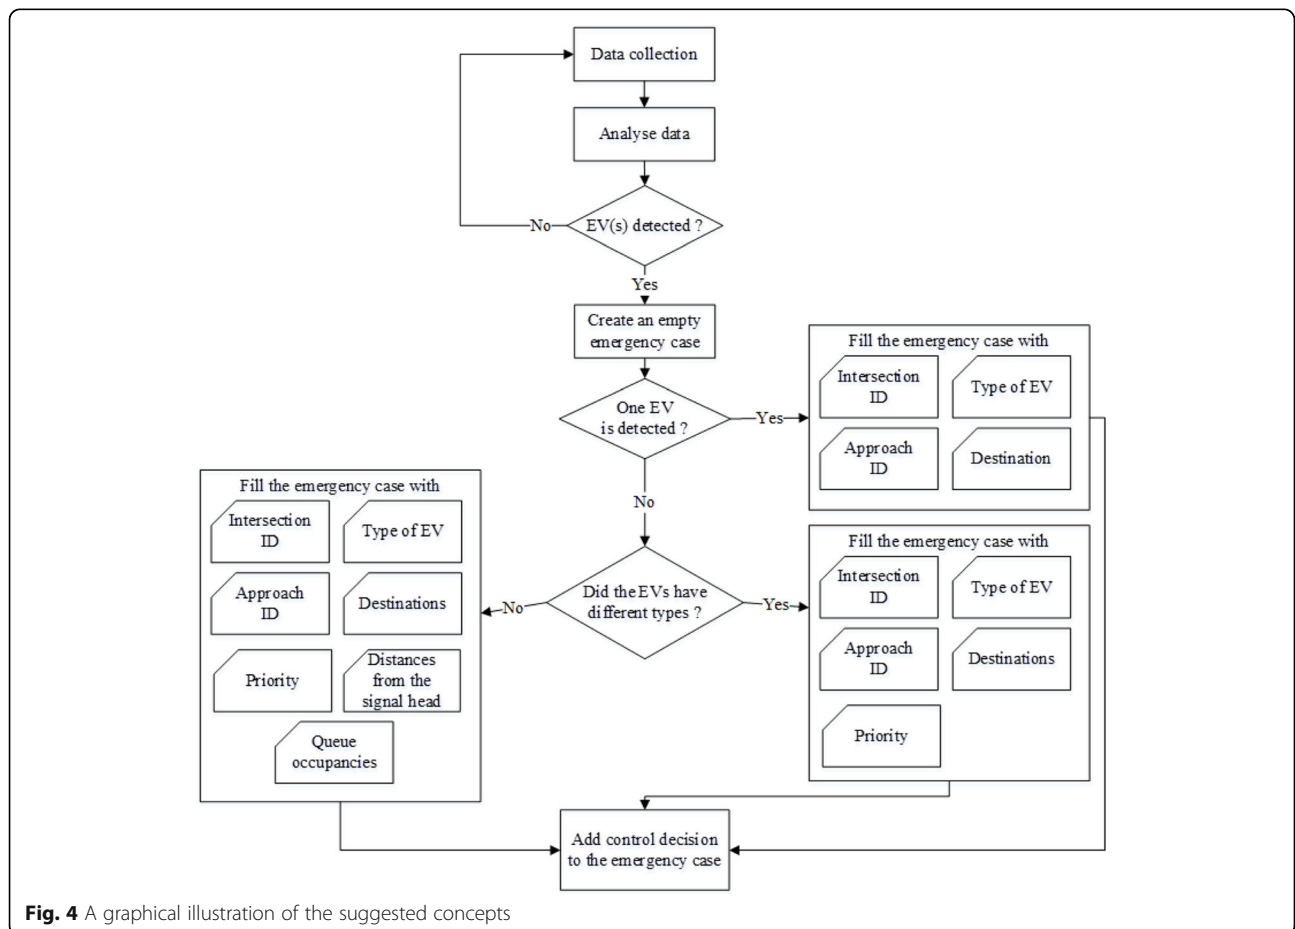 Data collection
Analyse data
EV(s) detected ?
No
Yes
Create an empty
emergency case
One EV
is detected ?
Yes
No
Fill the emergency case with
Intersection
ID
Type of EV
Approach
ID
Destination
Did the EVs have
different types ?
No
Yes
Fill the emergency case with
Intersection
ID
Type of EV
Approach
ID
Destinations
Priority
Distances
from the
signal head
Queue
occupancies
Fill the emergency case with
Intersection
ID
Type of EV
Approach
ID
Destinations
Priority
Add control decision
to the emergency case
Fig. 4 A graphical illustration of the suggested concepts